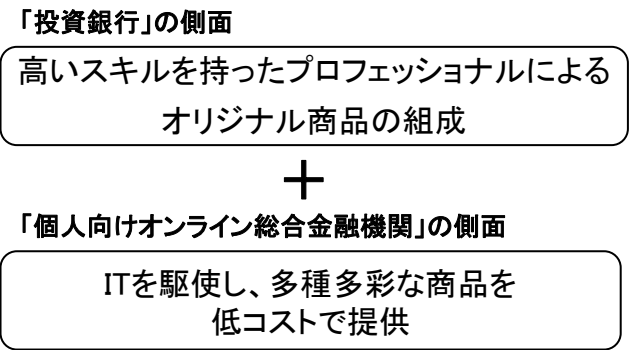 「投資銀行」の側面
高いスキルを持ったプロフェッショナルによる
オリジナル商品の組成
＋
「個人向けオンライン総合金融機関」の側面
ITを駆使し、多種多彩な商品を
低コストで提供